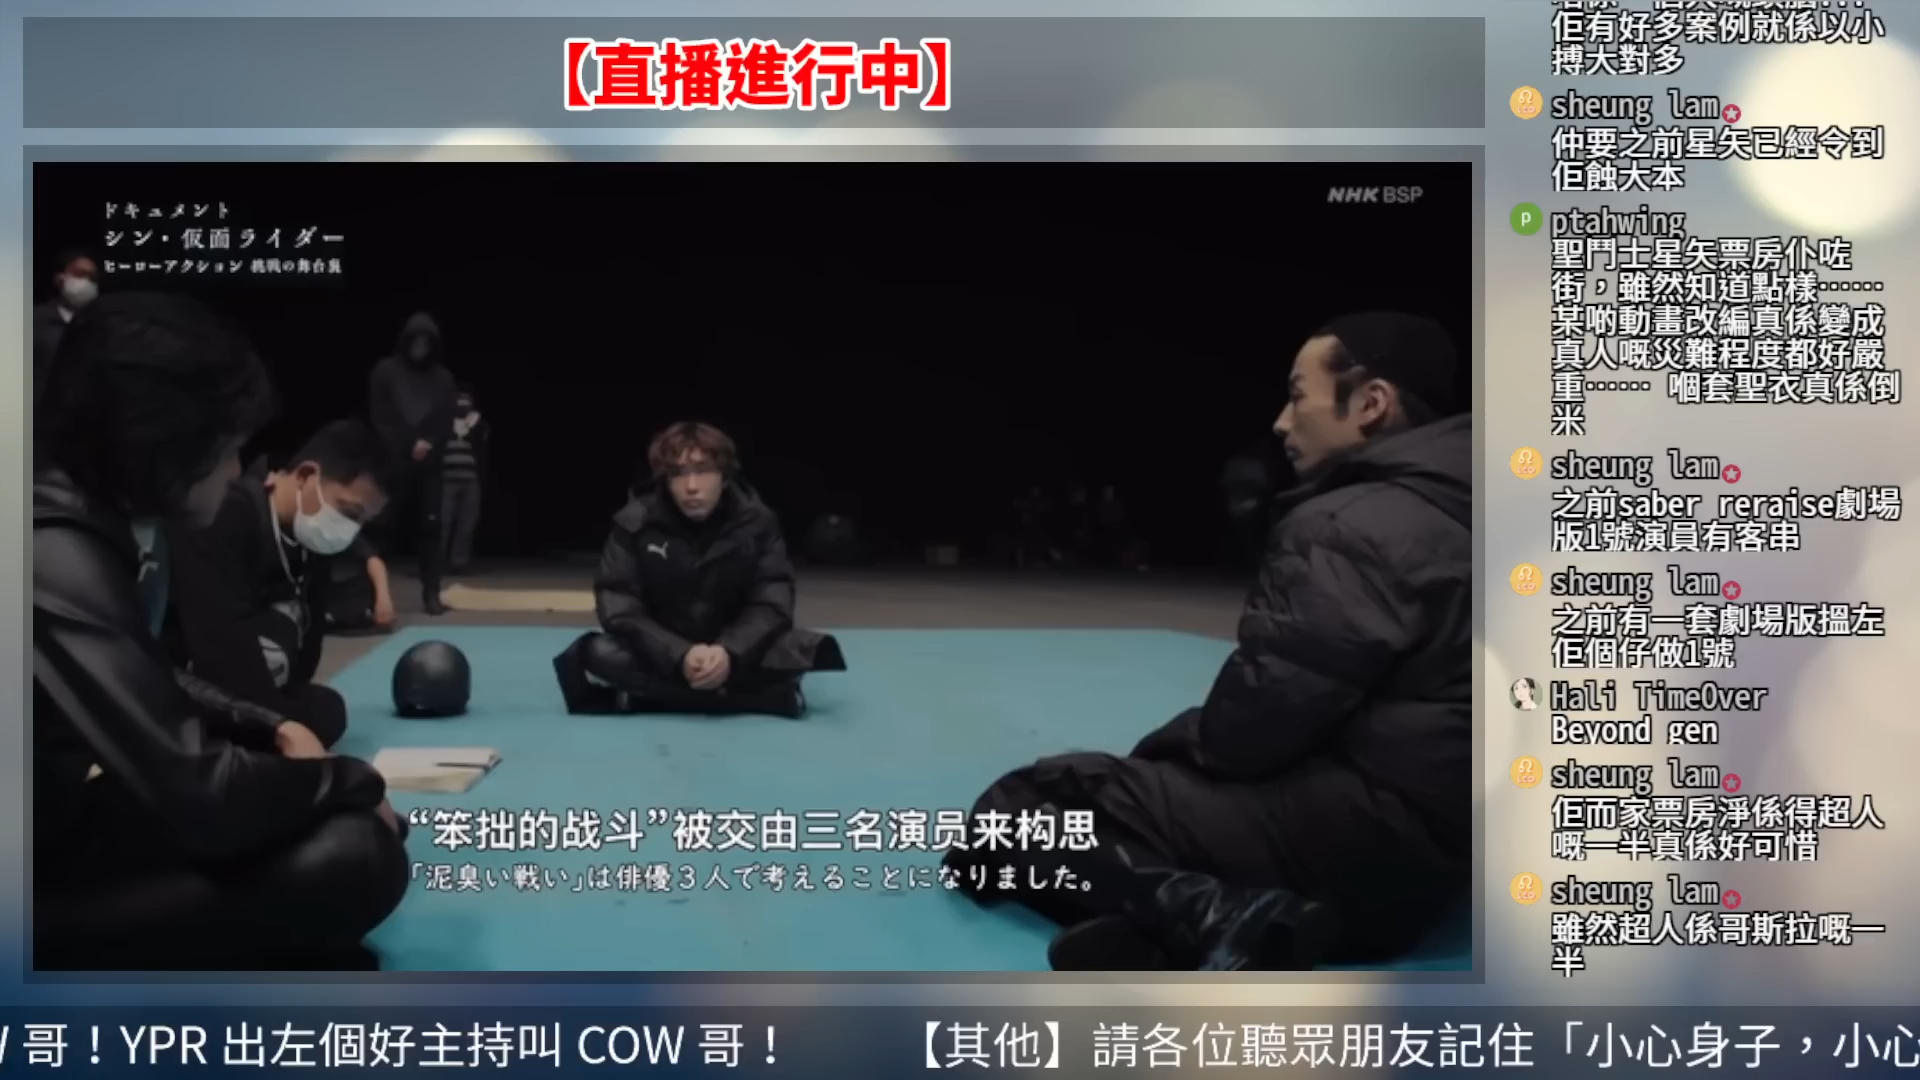 【直播進行中】
ドキュメント
シン・仮面ライダー
ヒーローアクション 挑戦の舞台裏
NHK BSP
“笨拙的战斗”被交由三名演员来构思
「泥臭い戦い」は俳優3人で考えることになりました。
佢有好多案例就係以小
搏大對多
sheung lam
仲要之前星矢已經令到
佢蝕大本
P
ptahwing
聖鬥士星矢票房仆咗
街，雖然知道點樣……
某啲動畫改編真係變成
真人嘅災難程度都好嚴
重…… 嗰套聖衣真係倒
米
sheung lam
之前saber reraise劇場
版1號演員有客串
sheung lam
之前有一套劇場版搵左
佢個仔做1號
Hali TimeOver
Beyond gen
sheung lam
佢而家票房淨係得超人
嘅一半真係好可惜
sheung lam
雖然超人係哥斯拉嘅一
半
哥！YPR 出左個好主持叫 COW 哥！ 【其他】請各位聽眾朋友記住「小心身子，小心